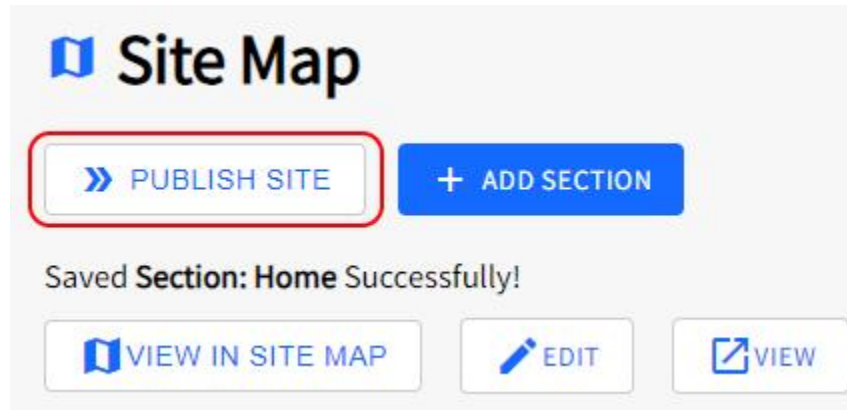 Site Map
PUBLISH SITE
+ ADD SECTION
Saved Section: Home Successfully!
VIEW IN SITE MAP
EDIT
VIEW